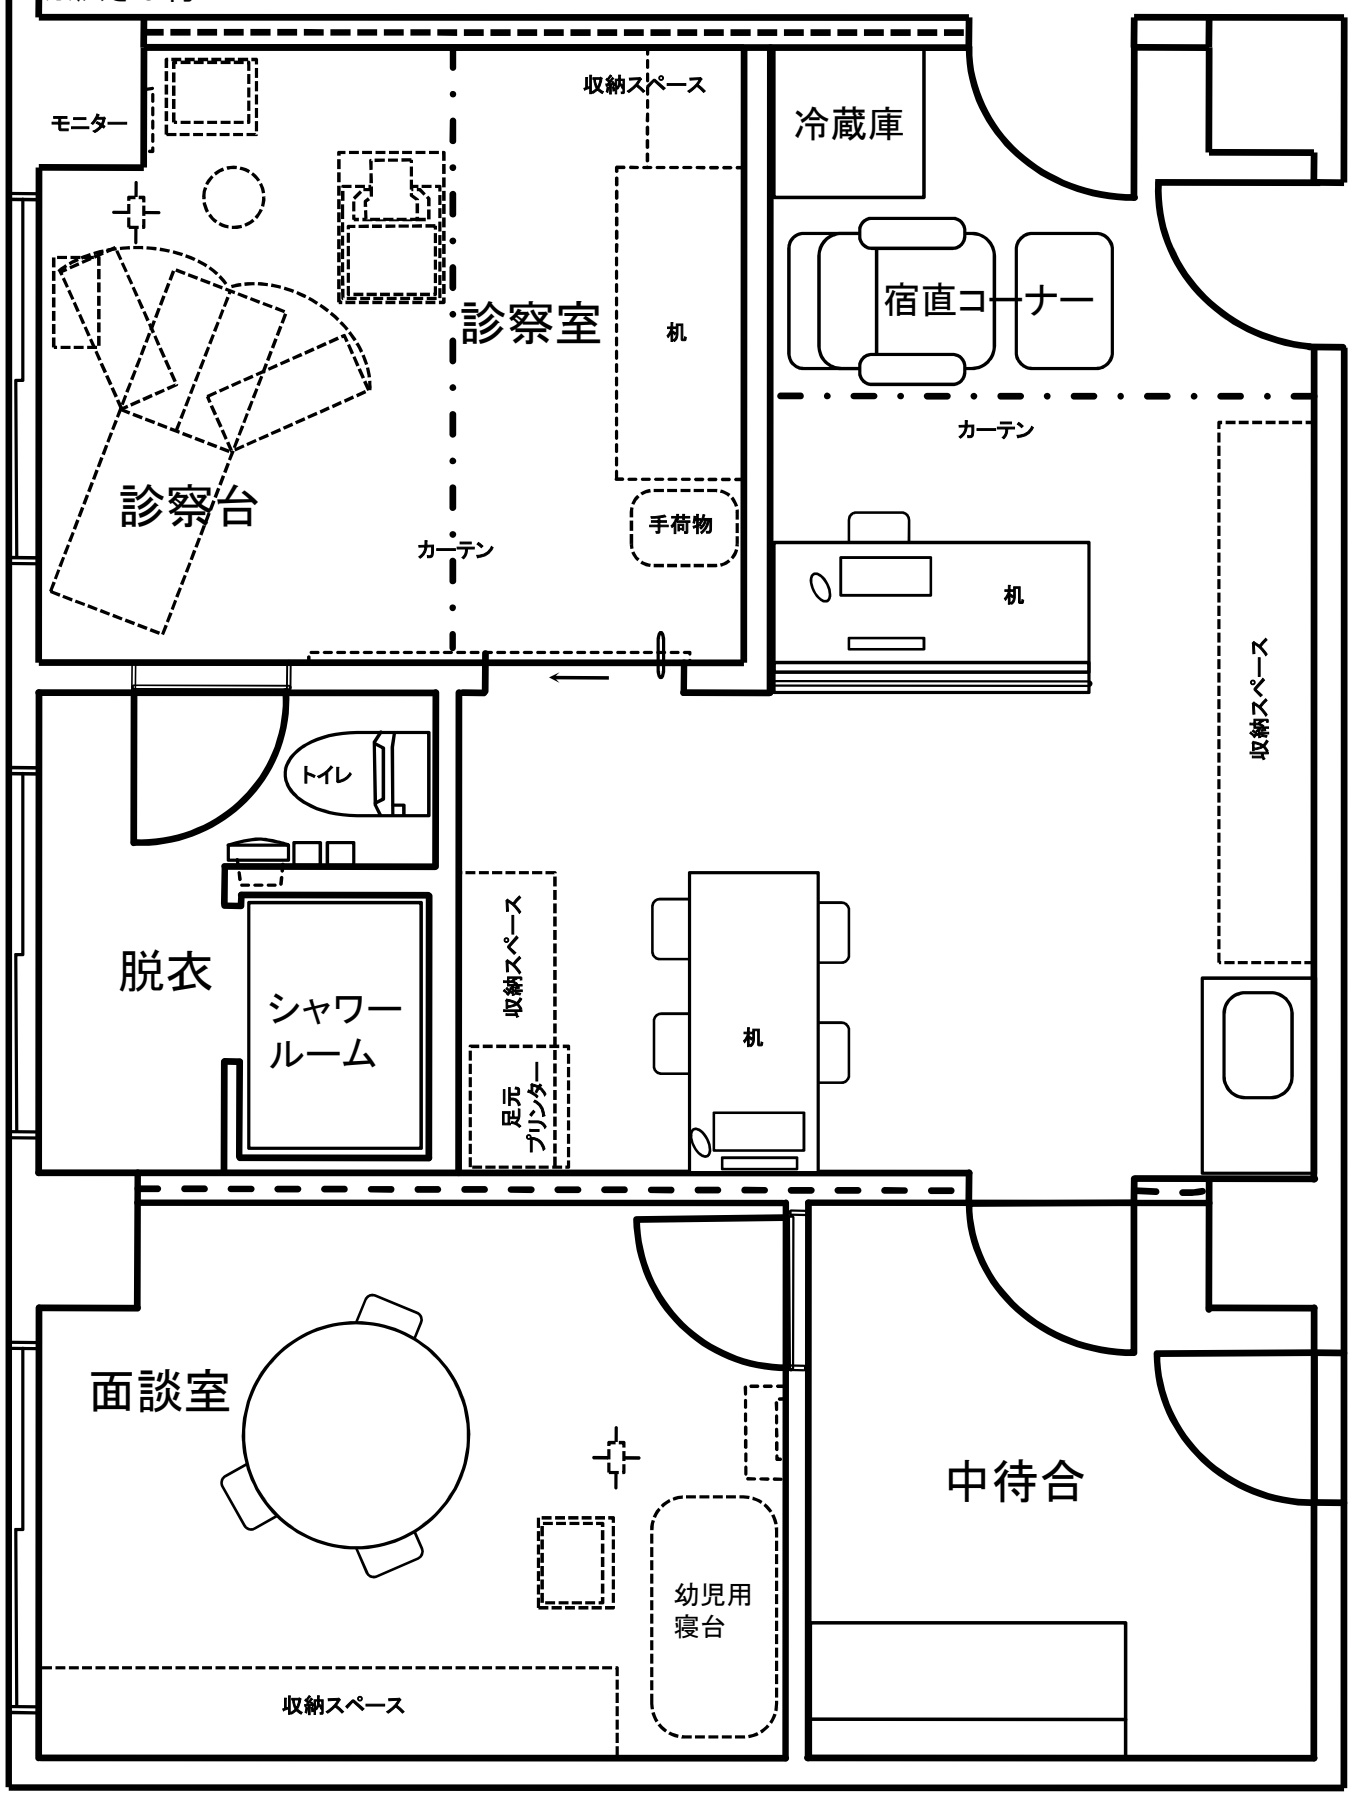 収納スペース
モニター
冷蔵庫
宿直コーナー
診察室
机
カーテン
診察台
手荷物
カーテン
机
収納スペース
トイレ
収納スペース
脱衣
シャワー
ルーム
机
足元
プリンター
面談室
中待合
幼児用
寝台
収納スペース